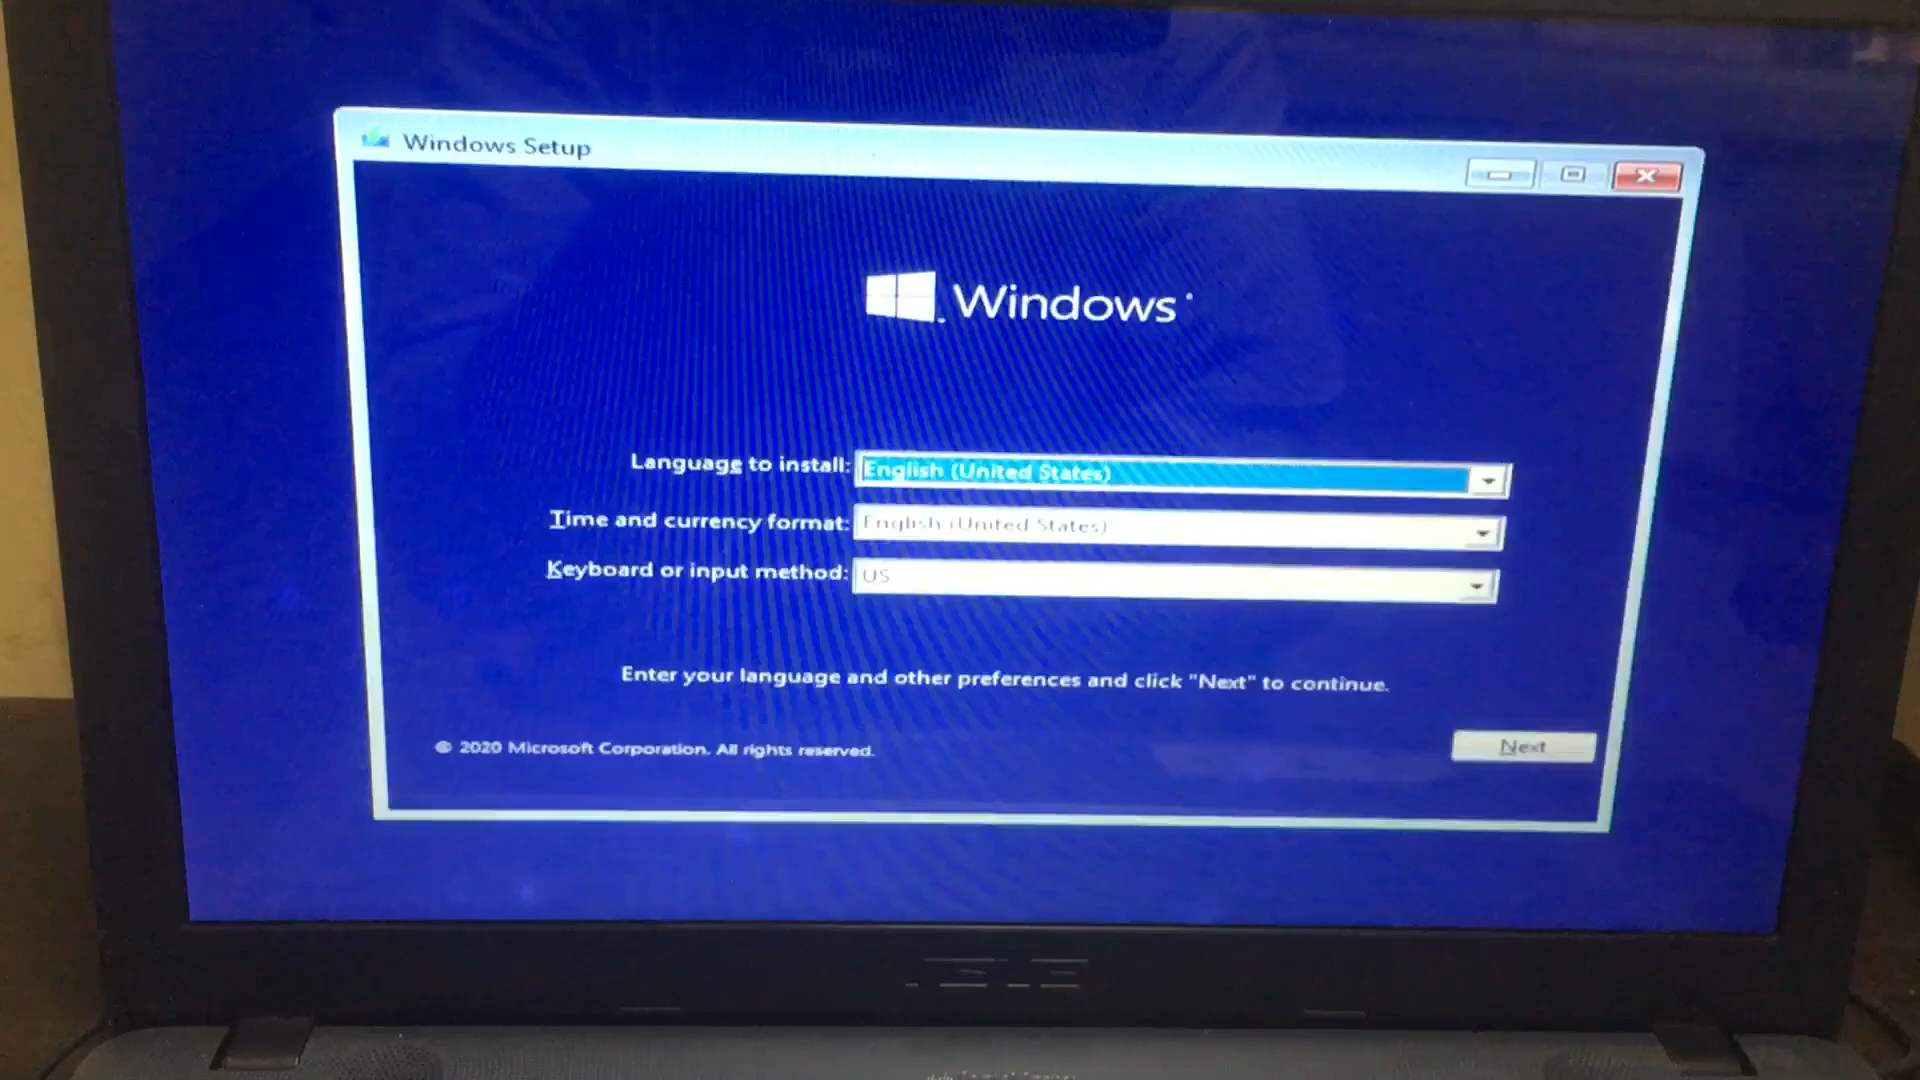 Windows Setup
Windows
Language to install: English (United States)
Time and currency format: English (United States)
Keyboard or input method: US
Enter your language and other preferences and click "Next" to continue.
© 2020 Microsoft Corporation. All rights reserved.
Next